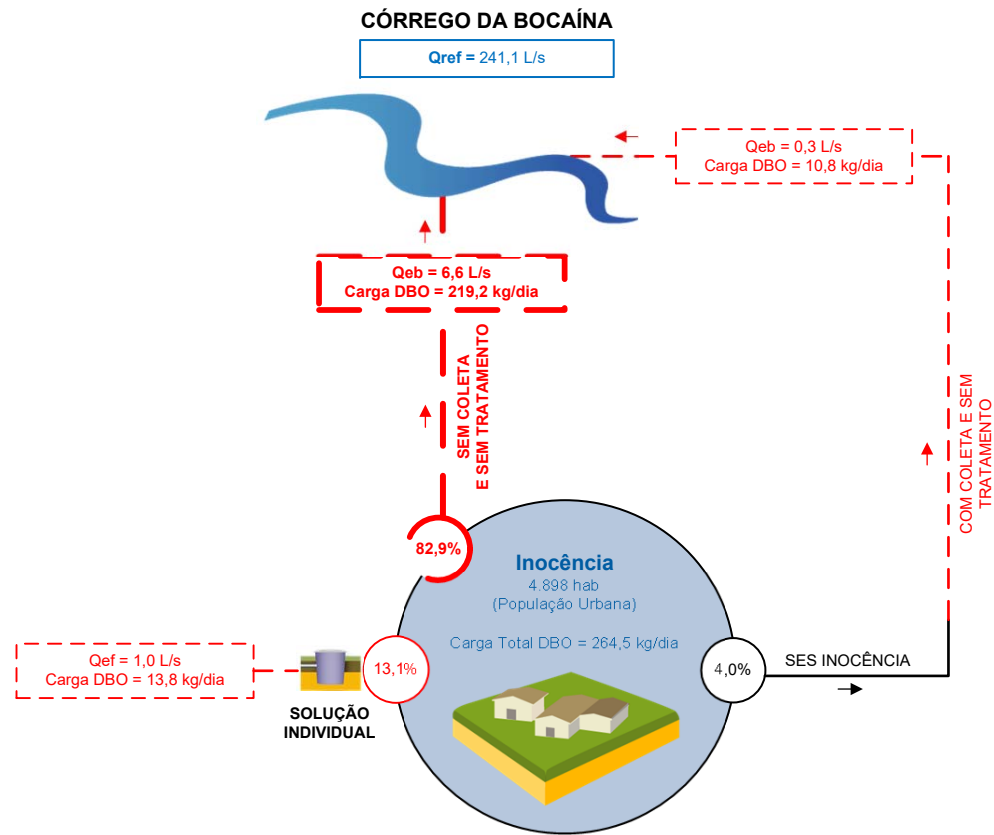 CÓRREGO DA BOCAÍNA
Qref = 241,1 L/s
Qeb = 0,3 L/s
Carga DBO = 10,8 kg/dia
Qeb = 6,6 L/s
Carga DBO = 219,2 kg/dia
SEM COLETA
E SEM TRATAMENTO
COM COLETA E SEM
TRATAMENTO
82,9%
Inocência
4.898 hab
(População Urbana)
Carga Total DBO = 264,5 kg/dia
Qef = 1,0 L/s
Carga DBO = 13,8 kg/dia
13,1%
4,0%
SES INOCÊNCIA
SOLUÇÃO
INDIVIDUAL